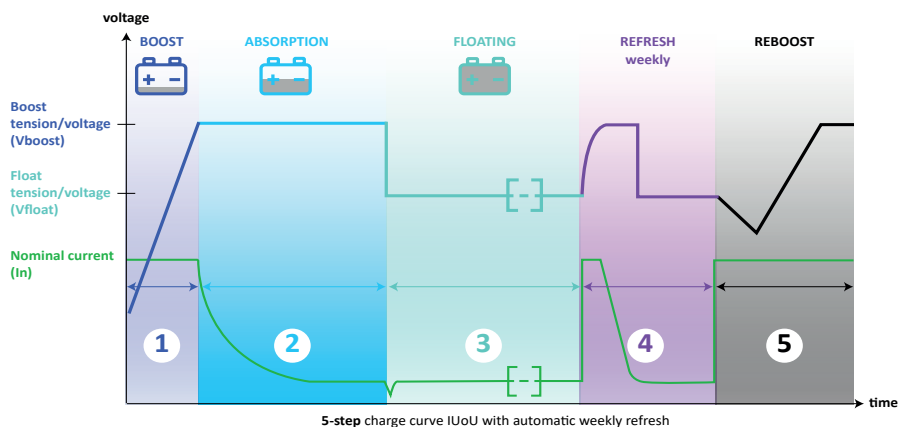 voltage
BOOST
ABSORPTION
FLOATING
REFRESH
weekly
REBOOST
+ −
+ −
+ −
Boost
tension/voltage
(Vboost)
Float
tension/voltage
(Vfloat)
Nominal current
(In)
1
2
3
4
5
time
5-step charge curve IUoU with automatic weekly refresh